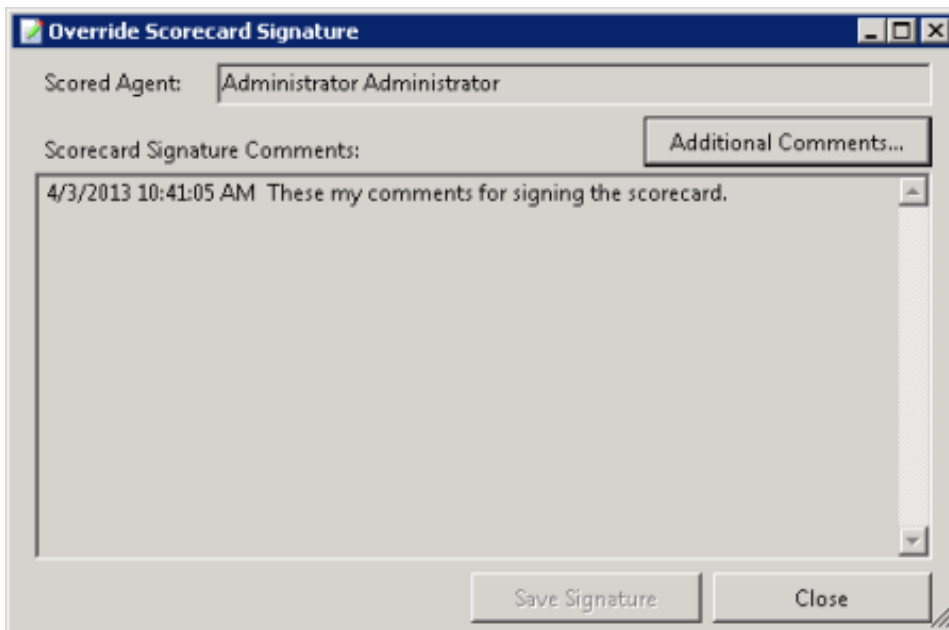 Override Scorecard Signature
Scored Agent: Administrator Administrator
Additional Comments...
Scorecard Signature Comments:
4/3/2013 10:41:05 AM These my comments for signing the scorecard.
Save Signature Close